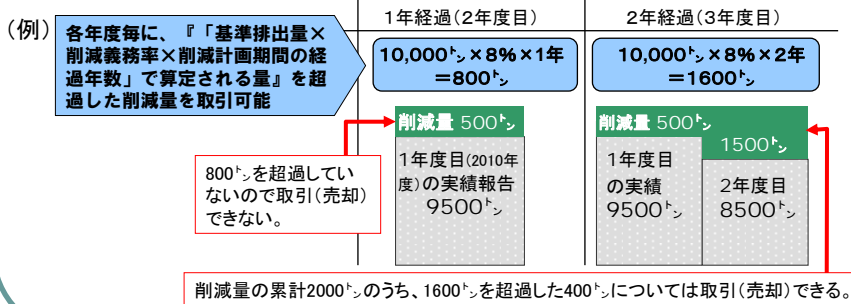 (例)
各年度毎に、『「基準排出量×
削減義務率×削減計画期間の経
過年数」で算定される量』を超
過した削減量を取引可能
1年経過(2年度目)
10,000㌧×8%×1年
=800㌧
削減量 500㌧
1年度目(2010年
度)の実績報告
9500㌧
800㌧を超過してい
ないので取引(売却)
できない。
2年経過(3年度目)
10,000㌧×8%×2年
=1600㌧
削減量 500㌧
1500㌧
1年度目
の実績
9500㌧
2年度目
8500㌧
削減量の累計2000㌧のうち、1600㌧を超過した400㌧については取引(売却)できる。